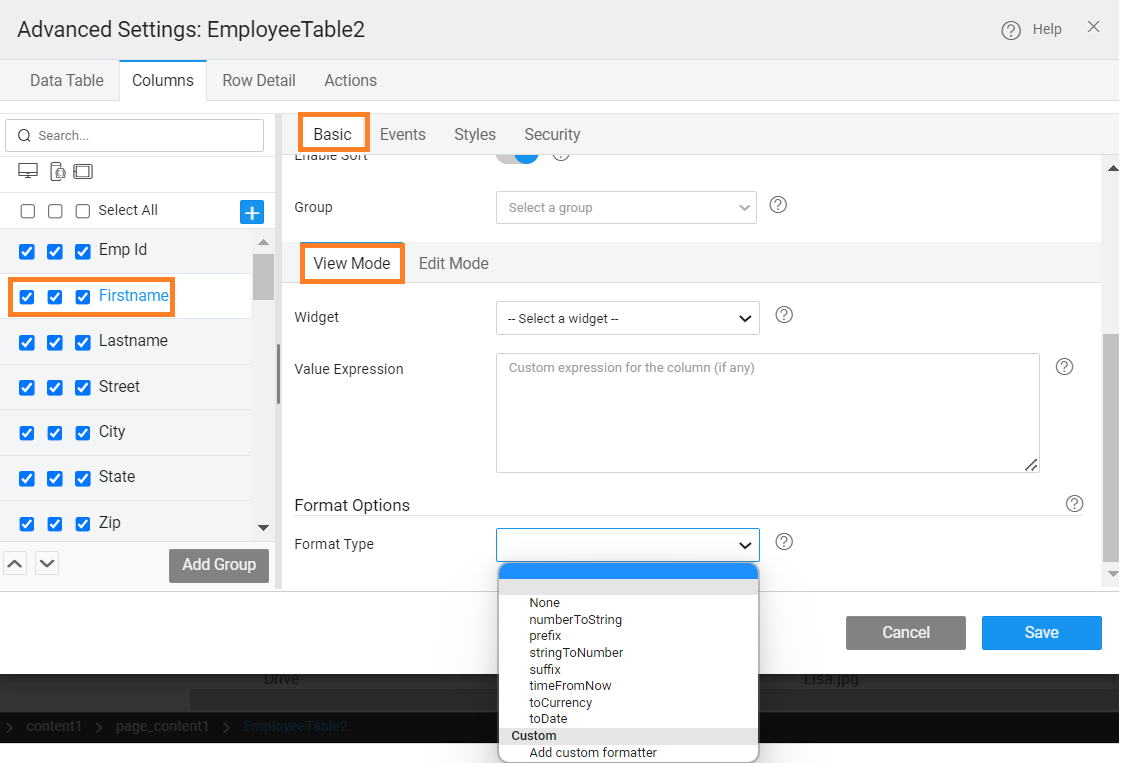 Advanced Settings: EmployeeTable2
Help
Data Table Columns Row Detail Actions
Search...
Basic Events Styles Security
Enable Sort
Select All
Group Select a group
Emp Id
View Mode Edit Mode
Firstname
Widget -- Select a widget --
Lastname
Value Expression Custom expression for the column (if any)
Street
City
State
Format Options
Zip
Format Type
Add Group
None
numberToString
prefix
stringToNumber
suffix
timeFromNow
toCurrency
toDate
Custom
Add custom formatter
Cancel Save
Drive Lisa.jpg
content1 page_content1 EmployeeTable2